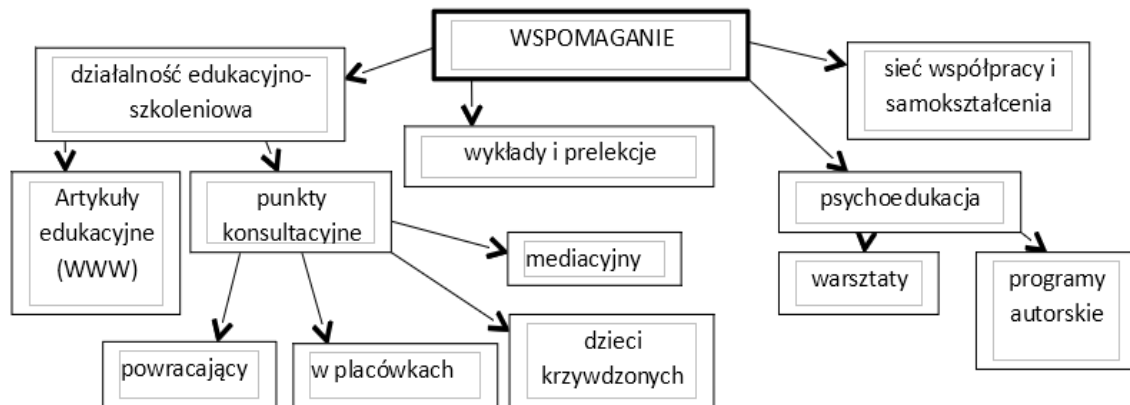 WSPOMAGANIE
działalność edukacyjno-
szkoleniowa
sieć współpracy i
samokształcenia
wykłady i prelekcje
Artykuły
edukacyjne
(WWW)
punkty
konsultacyjne
psychoedukacja
mediacyjny
warsztaty
programy
autorskie
powracający
w placówkach
dzieci
krzywdzonych